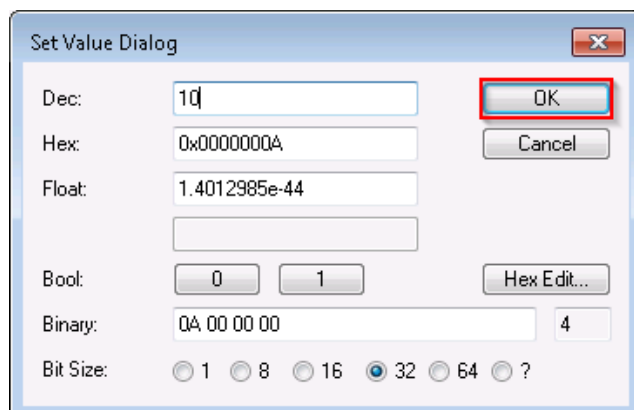 Set Value Dialog
Dec: 10 OK
Hex: 0x0000000A Cancel
Float: 1.4012985e-44
Bool: 0 1 Hex Edit...
Binary: 0A 00 00 00 4
Bit Size: 1 8 16 32 64 ?